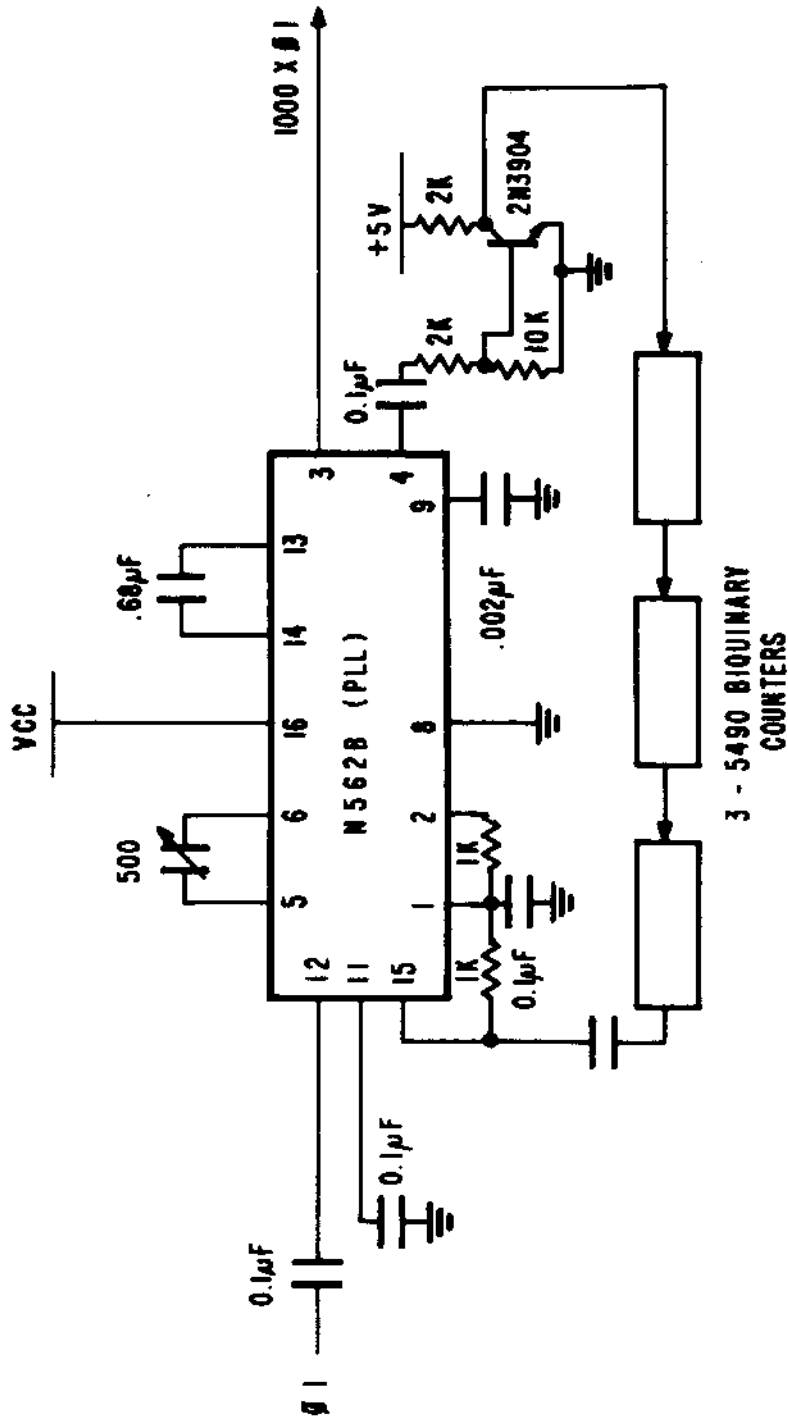 VCC
500
.68µF
1000 X ø1
5
6
16
14
13
12
11
15
3
4
N562B (PLL)
1
2
8
9
ø1
0.1µF
0.1µF
1K
1K
0.1µF
.002µF
0.1µF
2K
10K
+5V
2K
2N3904
3 - 5490 BIQUINARY
COUNTERS